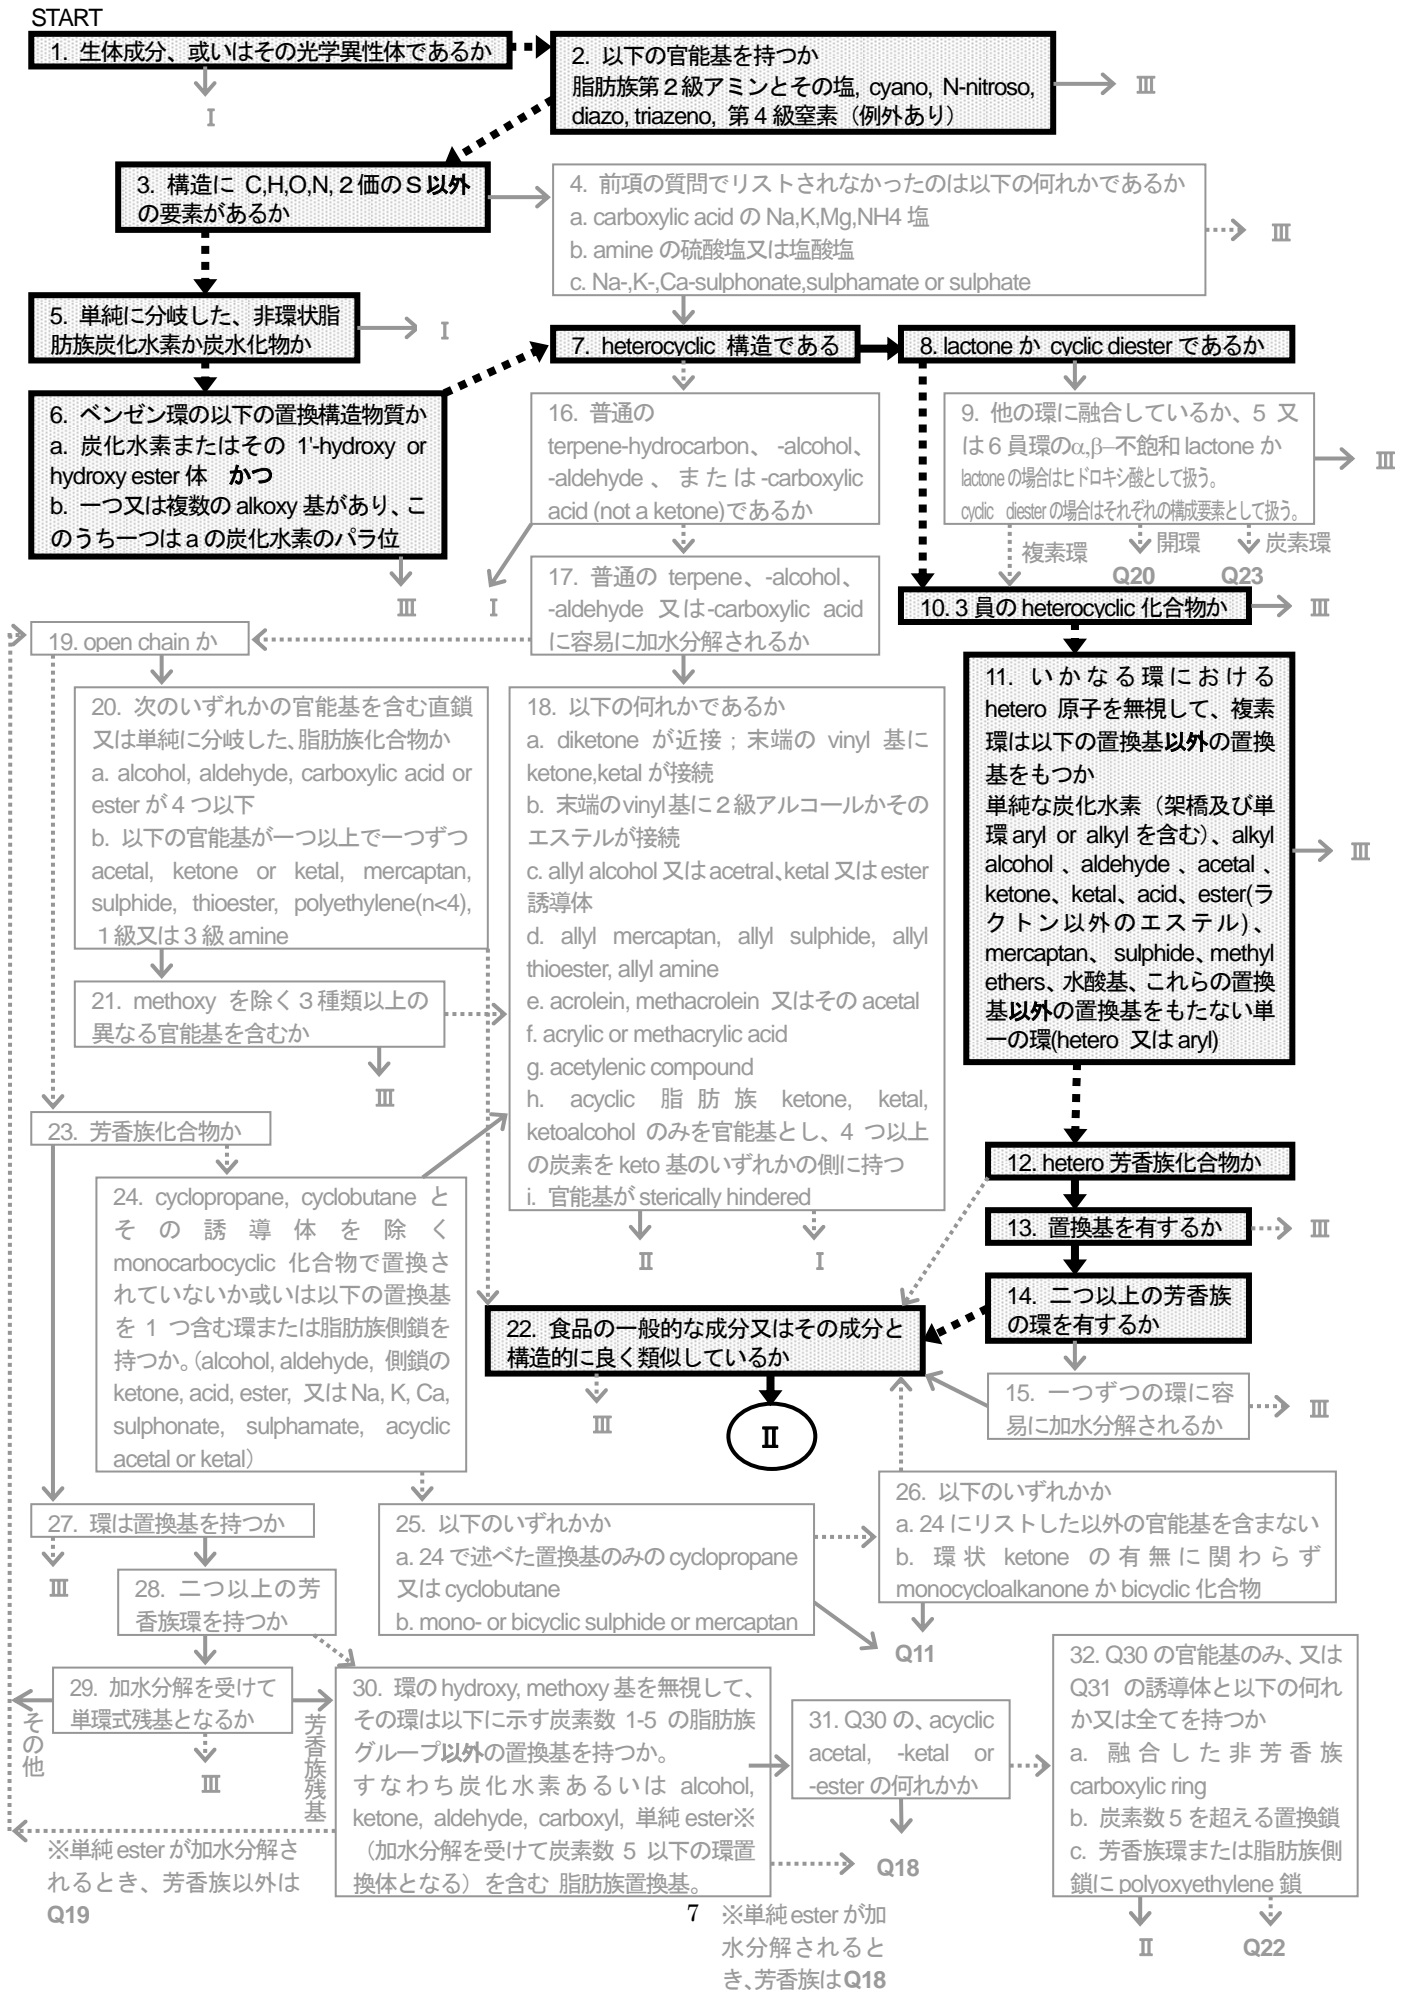 START
1. 生体成分、或いはその光学異性体であるか
I
2. 以下の官能基を持つか
脂肪族第２級アミンとその塩, cyano, N-nitroso,
diazo, triazeno, 第４級窒素（例外あり）
III
3. 構造に C,H,O,N,２価のS以外
の要素があるか
4. 前項の質問でリストされなかったのは以下の何れかであるか
a. carboxylic acid の Na,K,Mg,NH4 塩
b. amine の硫酸塩又は塩酸塩
c. Na-,K-,Ca-sulphonate,sulphamate or sulphate
III
5. 単純に分岐した、非環状脂
肪族炭化水素か炭水化物か
I
6. ベンゼン環の以下の置換構造物質か
a. 炭化水素またはその 1'-hydroxy or
hydroxy ester 体　かつ
b. 一つ又は複数の alkoxy 基があり、こ
のうち一つは a の炭化水素のパラ位
III
7. heterocyclic 構造である
8. lactone か cyclic diester であるか
9. 他の環に融合しているか、5 又
は 6 員環のα,β–不飽和 lactone か
lactone の場合はヒドロキシ酸として扱う。
cyclic diester の場合はそれぞれの構成要素として扱う。
III
複素環
開環
炭素環
Q20
Q23
10. 3 員の heterocyclic 化合物か
III
11. いかなる環における
hetero 原子を無視して、複素
環は以下の置換基以外の置換
基をもつか
単純な炭化水素（架橋及び単
環 aryl or alkyl を含む）、alkyl
alcohol、aldehyde、acetal、
ketone、ketal、acid、ester(ラ
クトン以外のエステル)、
mercaptan、sulphide、methyl
ethers、水酸基、これらの置換
基以外の置換基をもたない単
一の環(hetero 又は aryl)
III
12. hetero 芳香族化合物か
13. 置換基を有するか
III
14. 二つ以上の芳香族
の環を有するか
15. 一つずつの環に容
易に加水分解されるか
III
16. 普通の
terpene-hydrocarbon、-alcohol、
-aldehyde、または-carboxylic
acid (not a ketone)であるか
I
17. 普通の terpene、-alcohol、
-aldehyde 又は-carboxylic acid
に容易に加水分解されるか
18. 以下の何れかであるか
a. diketone が近接；末端の vinyl 基に
ketone,ketal が接続
b. 末端のvinyl基に２級アルコールかその
エステルが接続
c. allyl alcohol 又は acetral、ketal 又は ester
誘導体
d. allyl mercaptan, allyl sulphide, allyl
thioester, allyl amine
e. acrolein, methacrolein 又はその acetal
f. acrylic or methacrylic acid
g. acetylenic compound
h. acyclic 脂肪族 ketone, ketal,
ketoalcohol のみを官能基とし、4 つ以上
の炭素を keto 基のいずれかの側に持つ
i. 官能基が sterically hindered
II
I
19. open chain か
20. 次のいずれかの官能基を含む直鎖
又は単純に分岐した、脂肪族化合物か
a. alcohol, aldehyde, carboxylic acid or
ester が 4 つ以下
b. 以下の官能基が一つ以上で一つずつ
acetal, ketone or ketal, mercaptan,
sulphide, thioester, polyethylene(n<4),
１級又は３級 amine
21. methoxy を除く３種類以上の
異なる官能基を含むか
III
22. 食品の一般的な成分又はその成分と
構造的に良く類似しているか
III
II
23. 芳香族化合物か
24. cyclopropane, cyclobutane と
その誘導体を除く
monocarbocyclic 化合物で置換さ
れていないか或いは以下の置換基
を 1 つ含む環または脂肪族側鎖を
持つか。（alcohol, aldehyde, 側鎖の
ketone, acid, ester, 又は Na, K, Ca,
sulphonate, sulphamate, acyclic
acetal or ketal）
25. 以下のいずれかか
a. 24 で述べた置換基のみの cyclopropane
又は cyclobutane
b. mono- or bicyclic sulphide or mercaptan
Q11
26. 以下のいずれかか
a. 24 にリストした以外の官能基を含まない
b. 環状 ketone の有無に関わらず
monocycloalkanone か bicyclic 化合物
27. 環は置換基を持つか
III
28. 二つ以上の芳
香族環を持つか
29. 加水分解を受けて
単環式残基となるか
その他
芳香族残基
III
30. 環の hydroxy, methoxy 基を無視して、
その環は以下に示す炭素数 1-5 の脂肪族
グループ以外の置換基を持つか。
すなわち炭化水素あるいは alcohol,
ketone, aldehyde, carboxyl, 単純 ester※
（加水分解を受けて炭素数 5 以下の環置
換体となる）を含む 脂肪族置換基。
31. Q30 の、acyclic
acetal, -ketal or
-ester の何れかか
Q18
32. Q30 の官能基のみ、又は
Q31 の誘導体と以下の何れ
か又は全てを持つか
a. 融合した非芳香族
carboxylic ring
b. 炭素数 5 を超える置換鎖
c. 芳香族環または脂肪族側
鎖に polyoxyethylene 鎖
II
Q22
※単純 ester が加水分解さ
れるとき、芳香族以外は
Q19
※単純 ester が加
水分解されると
き、芳香族は Q18
7